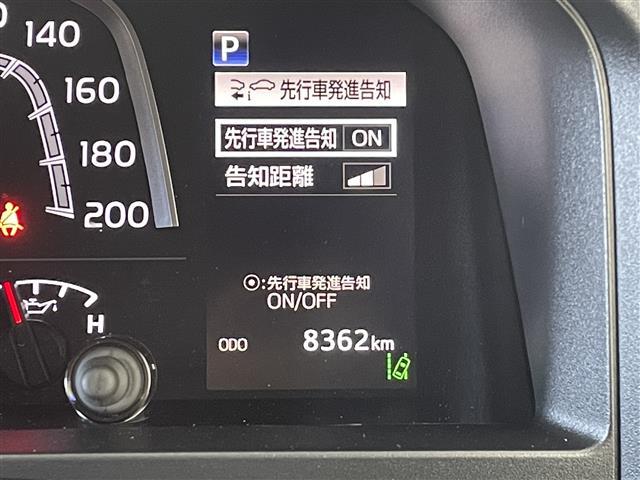 140
160
180
200
P
先行車発進告知
先行車発進告知 ON
告知距離
⦿:先行車発進告知
ON/OFF
ODO 8362km
H